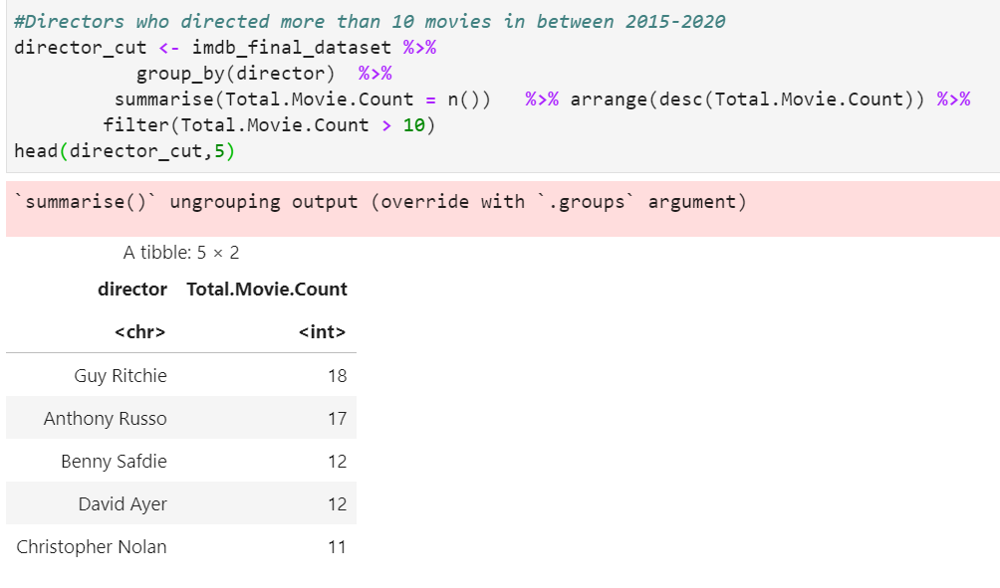 #Directors who directed more than 10 movies in between 2015-2020
director_cut <- imdb_final_dataset %>%
group_by(director)  %>%
summarise(Total.Movie.Count = n())   %>% arrange(desc(Total.Movie.Count)) %>%
filter(Total.Movie.Count > 10)
head(director_cut,5)
`summarise()` ungrouping output (override with `.groups` argument)
A tibble: 5 × 2
director Total.Movie.Count
<chr> <int>
Guy Ritchie 18
Anthony Russo 17
Benny Safdie 12
David Ayer 12
Christopher Nolan 11